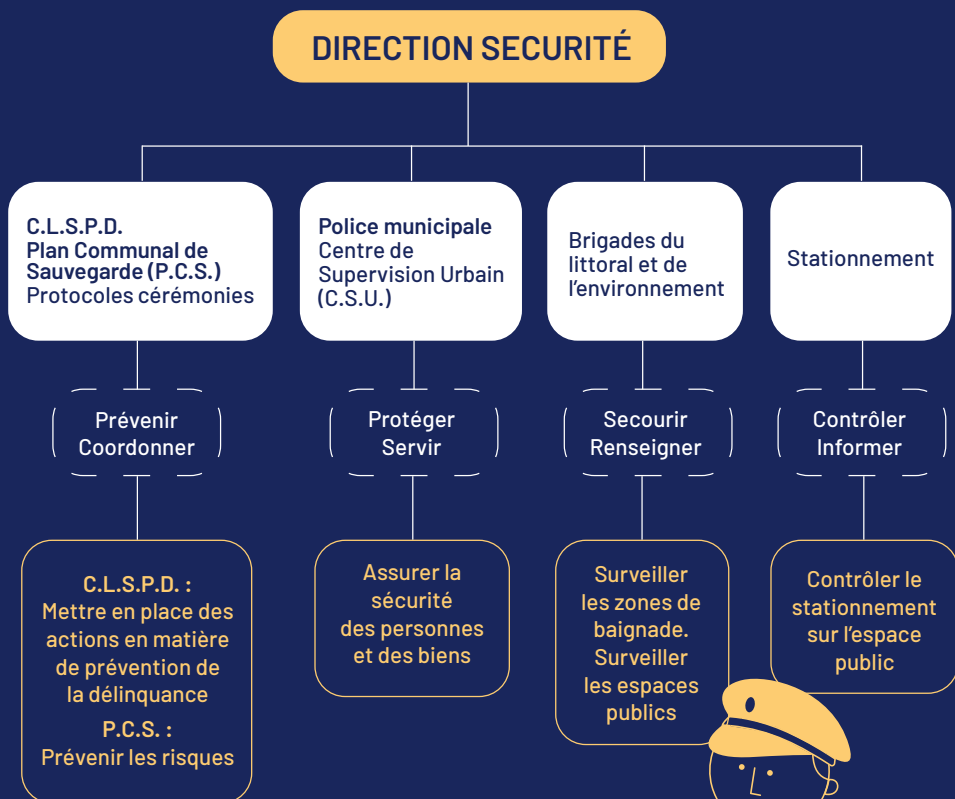 DIRECTION SECURITÉ
C.L.S.P.D.
Plan Communal de
Sauvegarde (P.C.S.)
Protocoles cérémonies
Police municipale
Centre de
Supervision Urbain
(C.S.U.)
Brigades du
littoral et de
l'environnement
Stationnement
Prévenir
Coordonner
Protéger
Servir
Secourir
Renseigner
Contrôler
Informer
C.L.S.P.D. :
Mettre en place des
actions en matière
de prévention de
la délinquance
P.C.S. :
Prévenir les risques
Assurer la
sécurité
des personnes
et des biens
Surveiller
les zones de
baignade.
Surveiller
les espaces
publics
Contrôler le
stationnement
sur l'espace
public